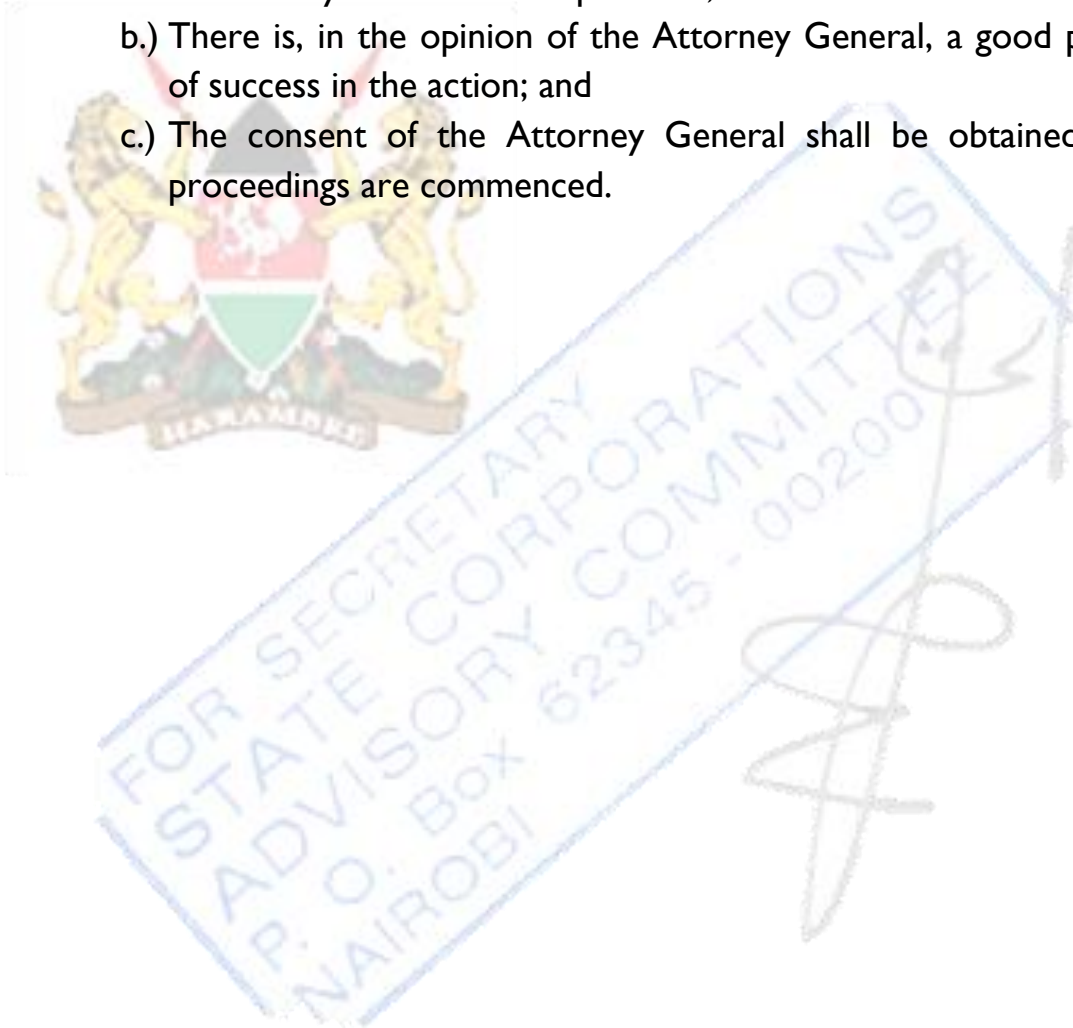 b.) There is, in the opinion of the Attorney General, a good
of success in the action; and
c.) The consent of the Attorney General shall be obtained
proceedings are commenced.
HARAMBEE
FOR SECRETARY
STATE CORPORATIONS
ADVISORY COMMITTEE
P. O. Box 62345 - 00200
NAIROBI